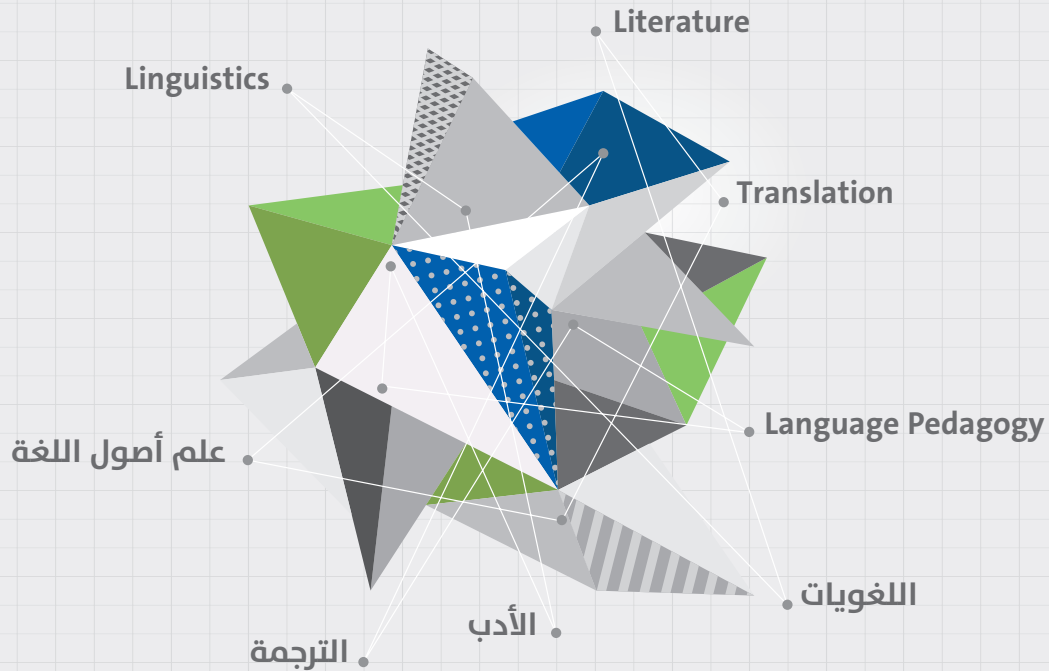 Literature
Linguistics
Translation
Language Pedagogy
علم أصول اللغة
اللغويات
الأدب
الترجمة